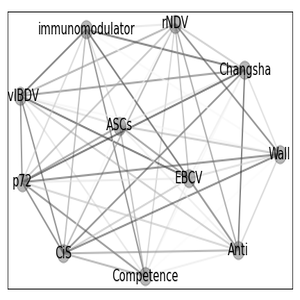 rNDV
immunomodulator
Changsha
vIBDV
ASCs
Wall
p72
EBCV
CiS
Anti
Competence